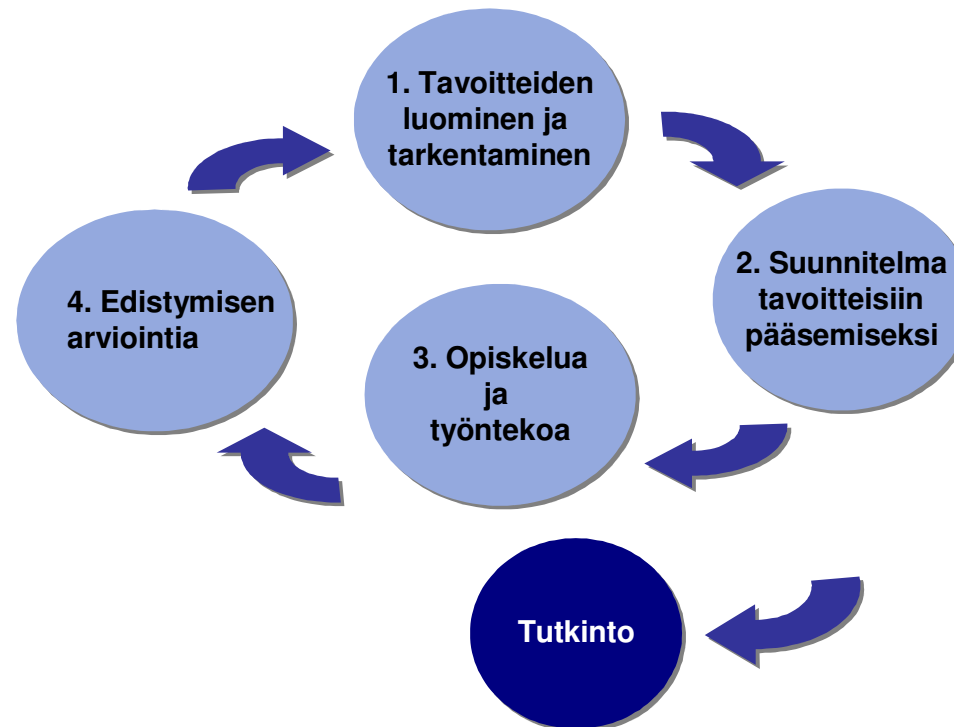 1. Tavoitteiden
luominen ja
tarkentaminen
2. Suunnitelma
tavoitteisiin
pääsemiseksi
3. Opiskelua
ja
työntekoa
4. Edistymisen
arviointia
Tutkinto